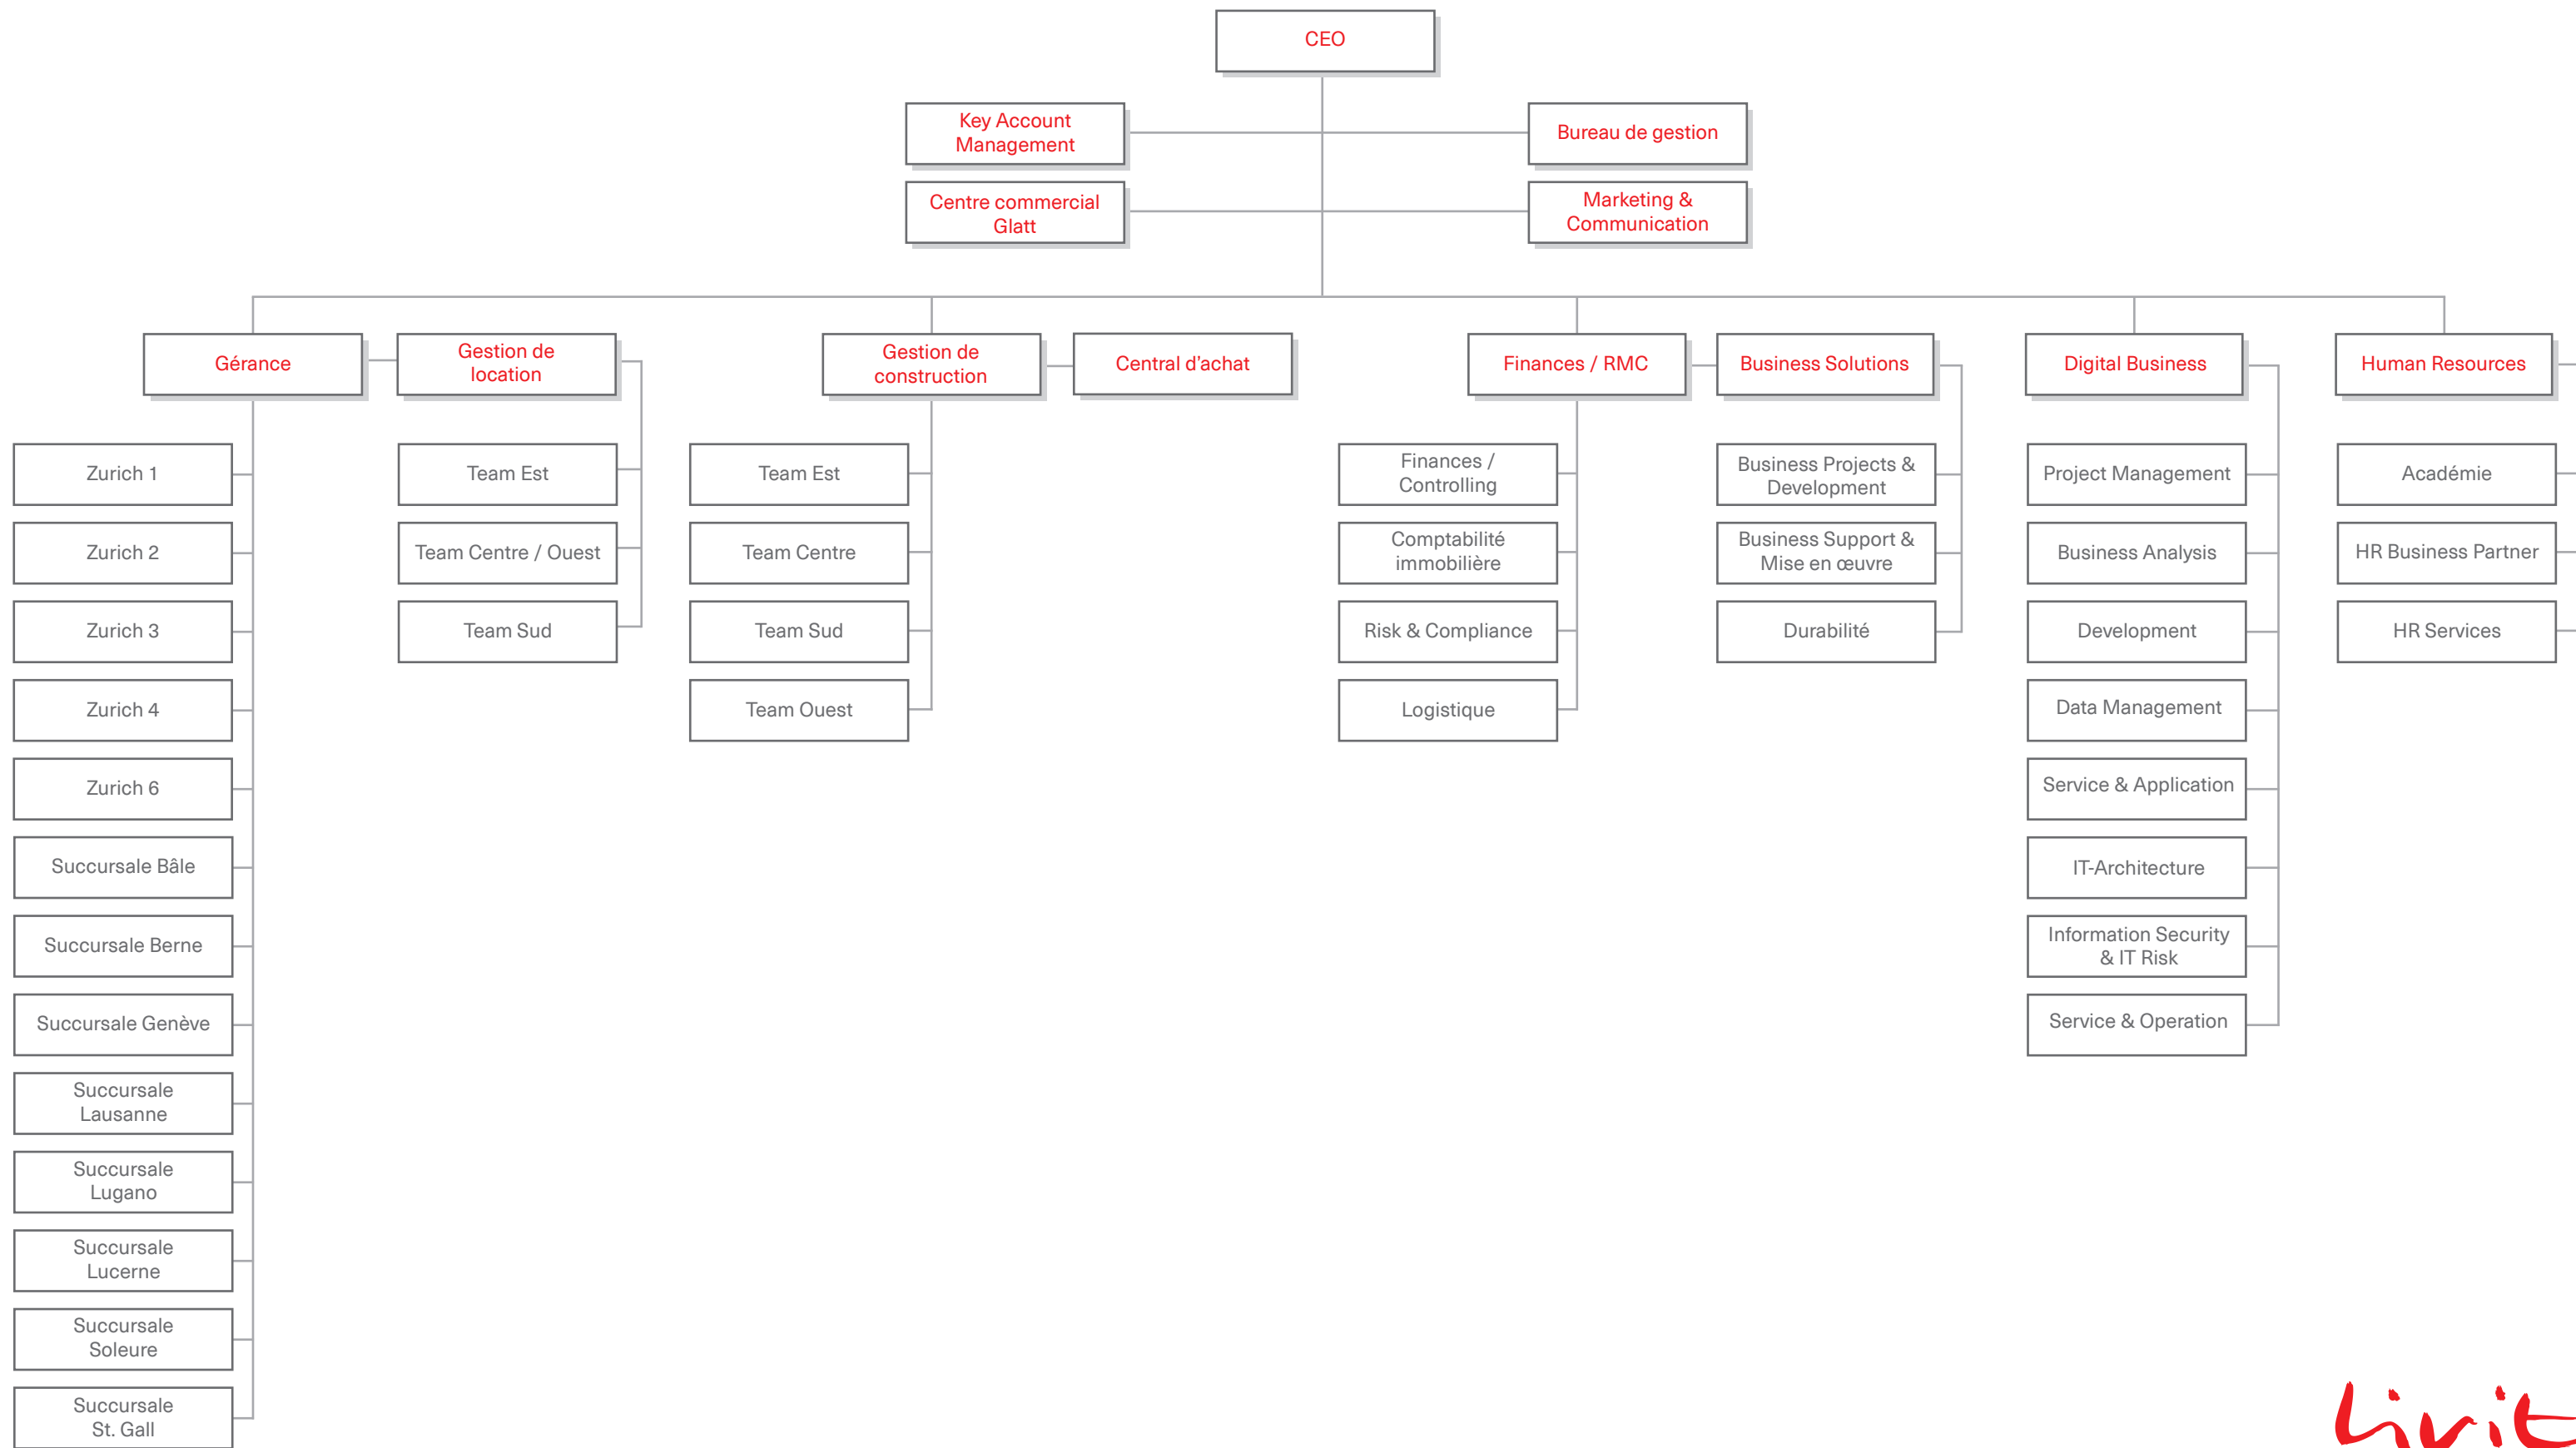 CEO
Key Account
Management
Bureau de gestion
Centre commercial
Glatt
Marketing &
Communication
Gérance
Gestion de
location
Gestion de
construction
Central d'achat
Finances / RMC
Business Solutions
Digital Business
Human Resources
Zurich 1
Zurich 2
Zurich 3
Zurich 4
Zurich 6
Succursale Bâle
Succursale Berne
Succursale Genève
Succursale
Lausanne
Succursale
Lugano
Succursale
Lucerne
Succursale
Soleure
Succursale
St. Gall
Team Est
Team Centre / Ouest
Team Sud
Team Est
Team Centre
Team Sud
Team Ouest
Finances /
Controlling
Comptabilité
immobilière
Risk & Compliance
Logistique
Business Projects &
Development
Business Support &
Mise en œuvre
Durabilité
Project Management
Business Analysis
Development
Data Management
Service & Application
IT-Architecture
Information Security
& IT Risk
Service & Operation
Académie
HR Business Partner
HR Services
livit